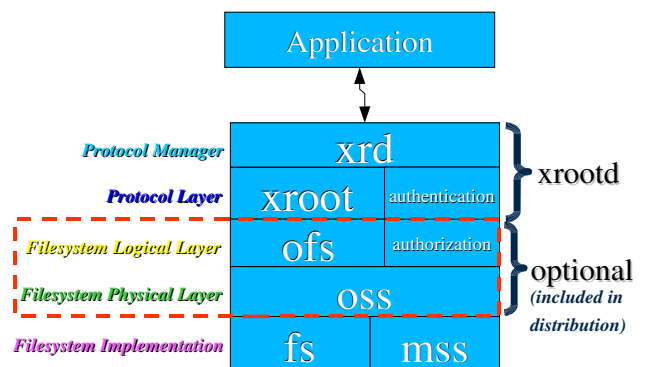 Application
Protocol Manager
xrd
Protocol Layer
xroot
authentication
xrootd
Filesystem Logical Layer
ofs
authorization
optional
(included in
distribution)
Filesystem Physical Layer
oss
Filesystem Implementation
fs
mss